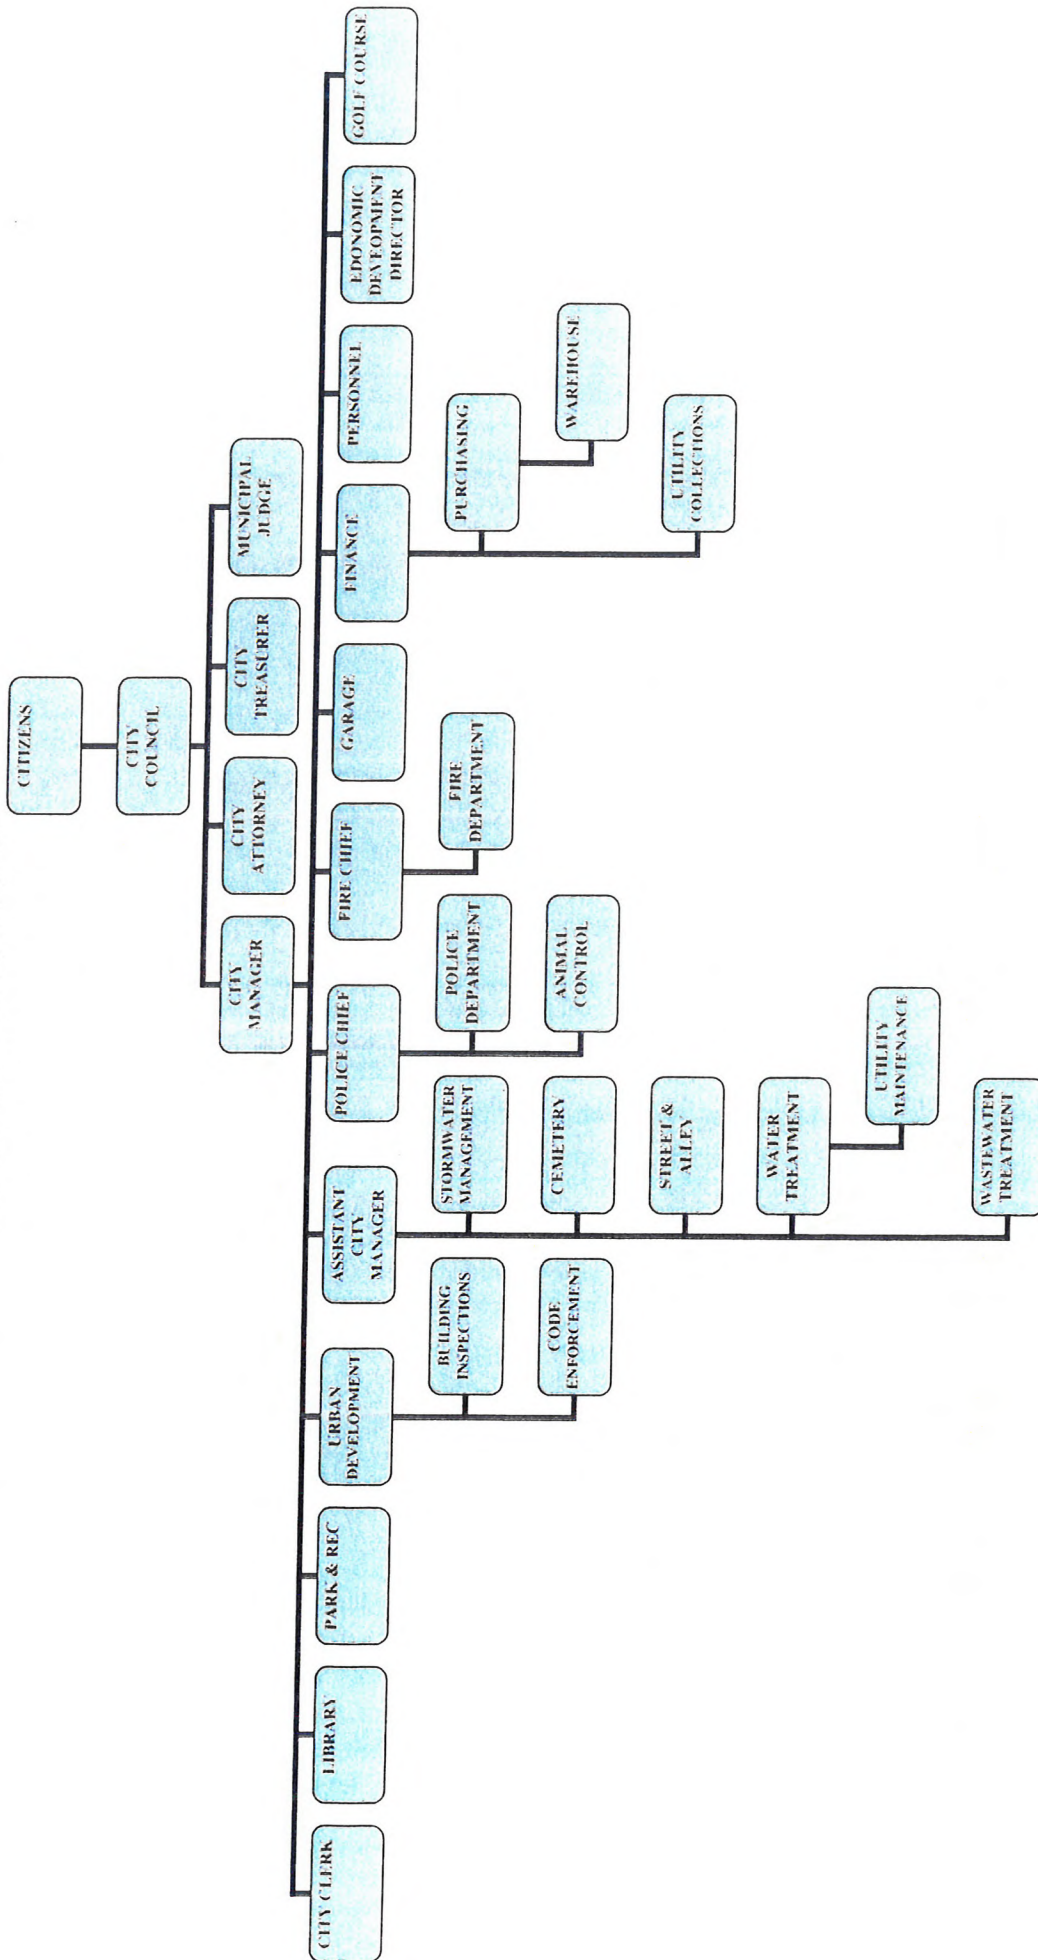 CITIZENS
CITY
COUNCIL
CITY
MANAGER
CITY
ATTORNEY
CITY
TREASURER
MUNICIPAL
JUDGE
CITY CLERK
LIBRARY
PARK & REC
URBAN
DEVELOPMENT
ASSISTANT
CITY
MANAGER
POLICE CHIEF
FIRE CHIEF
GARAGE
FINANCE
PERSONNEL
EDONOMIC
DEVEOPMENT
DIRECTOR
GOLF COURSE
BUILDING
INSPECTIONS
CODE
ENFORCEMENT
STORMWATER
MANAGEMENT
CEMETERY
STREET &
ALLEY
WATER
TREATMENT
UTILITY
MAINTENANCE
WASTEWATER
TREATMENT
POLICE
DEPARTMENT
ANIMAL
CONTROL
FIRE
DEPARTMENT
PURCHASING
WAREHOUSE
UTILITY
COLLECTIONS